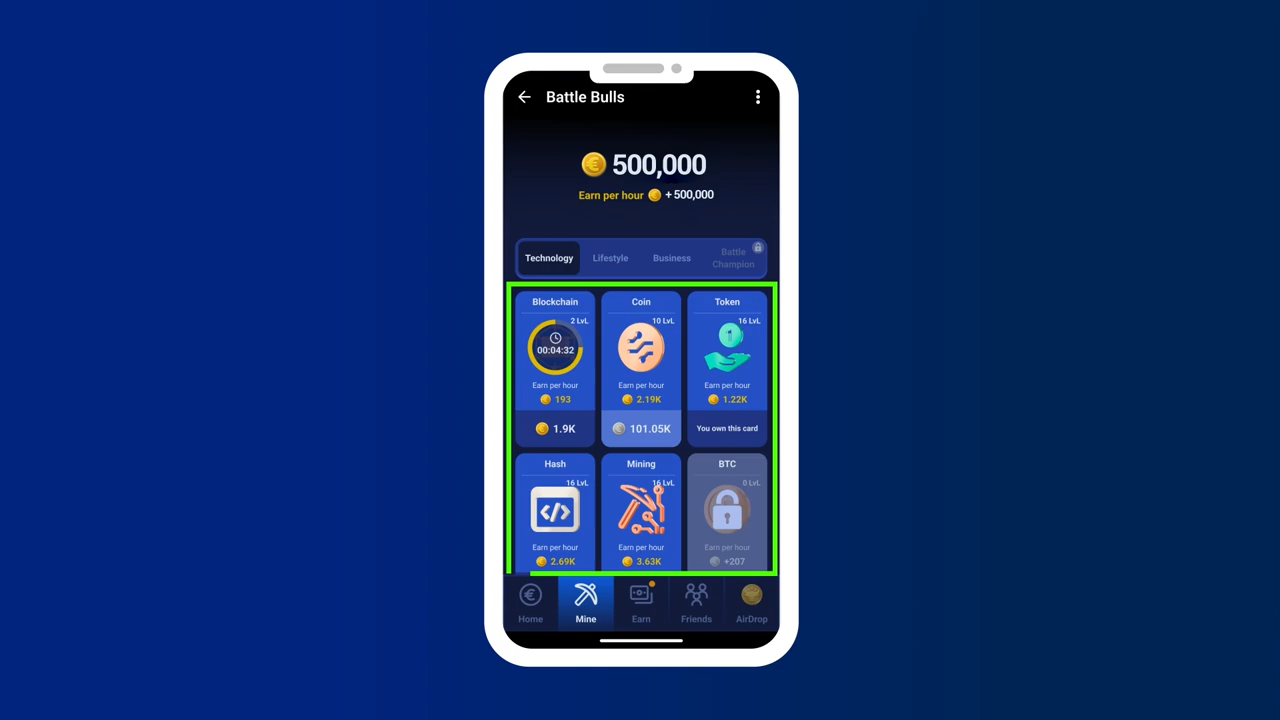 Battle Bulls
500,000
Earn per hour + 500,000
Technology
Lifestyle
Business
Battle
Champion
Blockchain
2 LvL
00:04:32
Earn per hour
193
1.9K
Coin
10 LvL
Earn per hour
2.19K
101.05K
Token
16 LvL
Earn per hour
1.22K
You own this card
Hash
16 LvL
Earn per hour
2.69K
Mining
16 LvL
Earn per hour
3.63K
BTC
0 LvL
Earn per hour
+207
Home
Mine
Earn
Friends
AirDrop